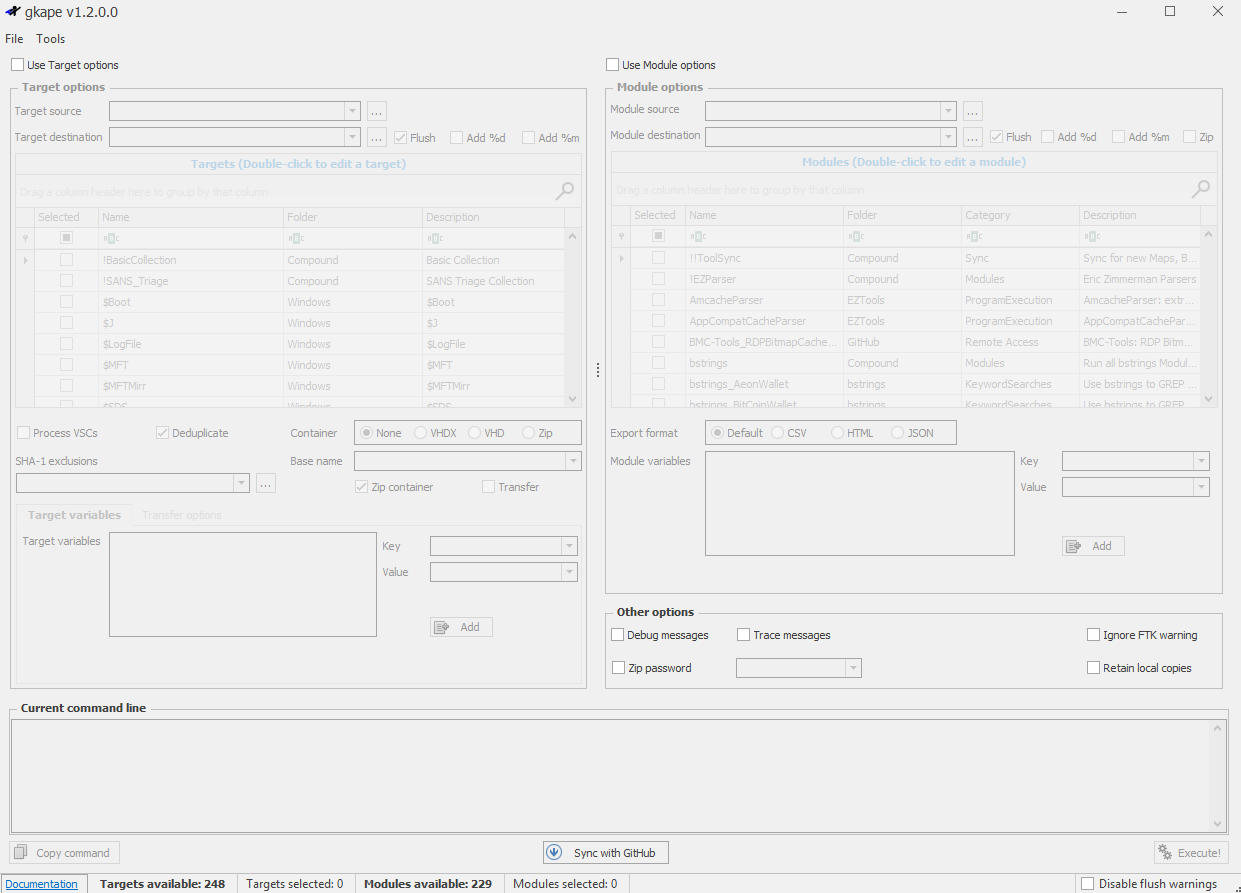 gkape v1.2.0.0
File Tools
Use Target options
Target options
Target source ...
Target destination ... Flush Add %d Add %m
Targets (Double-click to edit a target)
Drag a column header here to group by that column
Selected Name Folder Description
!BasicCollection Compound Basic Collection
!SANS_Triage Compound SANS Triage Collection
$Boot Windows $Boot
$J Windows $J
$LogFile Windows $LogFile
$MFT Windows $MFT
$MFTMirr Windows $MFTMirr
$SDS Windows $SDS
Process VSCs Deduplicate Container None VHDX VHD Zip
SHA-1 exclusions Base name
... Zip container Transfer
Target variables Transfer options
Target variables Key
Value
Add
Use Module options
Module options
Module source ...
Module destination ... Flush Add %d Add %m Zip
Modules (Double-click to edit a module)
Drag a column header here to group by that column
Selected Name Folder Category Description
!!ToolSync Compound Sync Sync for new Maps, B...
!EZParser Compound Modules Eric Zimmerman Parsers
AmcacheParser EZTools ProgramExecution AmcacheParser: extr...
AppCompatCacheParser EZTools ProgramExecution AppCompatCachePar...
BMC-Tools_RDPBitmapCache... GitHub Remote Access BMC-Tools: RDP Bitm...
bstrings Compound Modules Run all bstrings Modul...
bstrings_AeonWallet bstrings KeywordSearches Use bstrings to GREP ...
bstrings_BitCoinWallet bstrings KeywordSearches Use bstrings to GREP ...
Export format Default CSV HTML JSON
Module variables Key
Value
Add
Other options
Debug messages Trace messages Ignore FTK warning
Zip password Retain local copies
Current command line
Copy command Sync with GitHub Execute!
Documentation Targets available: 248 Targets selected: 0 Modules available: 229 Modules selected: 0 Disable flush warnings